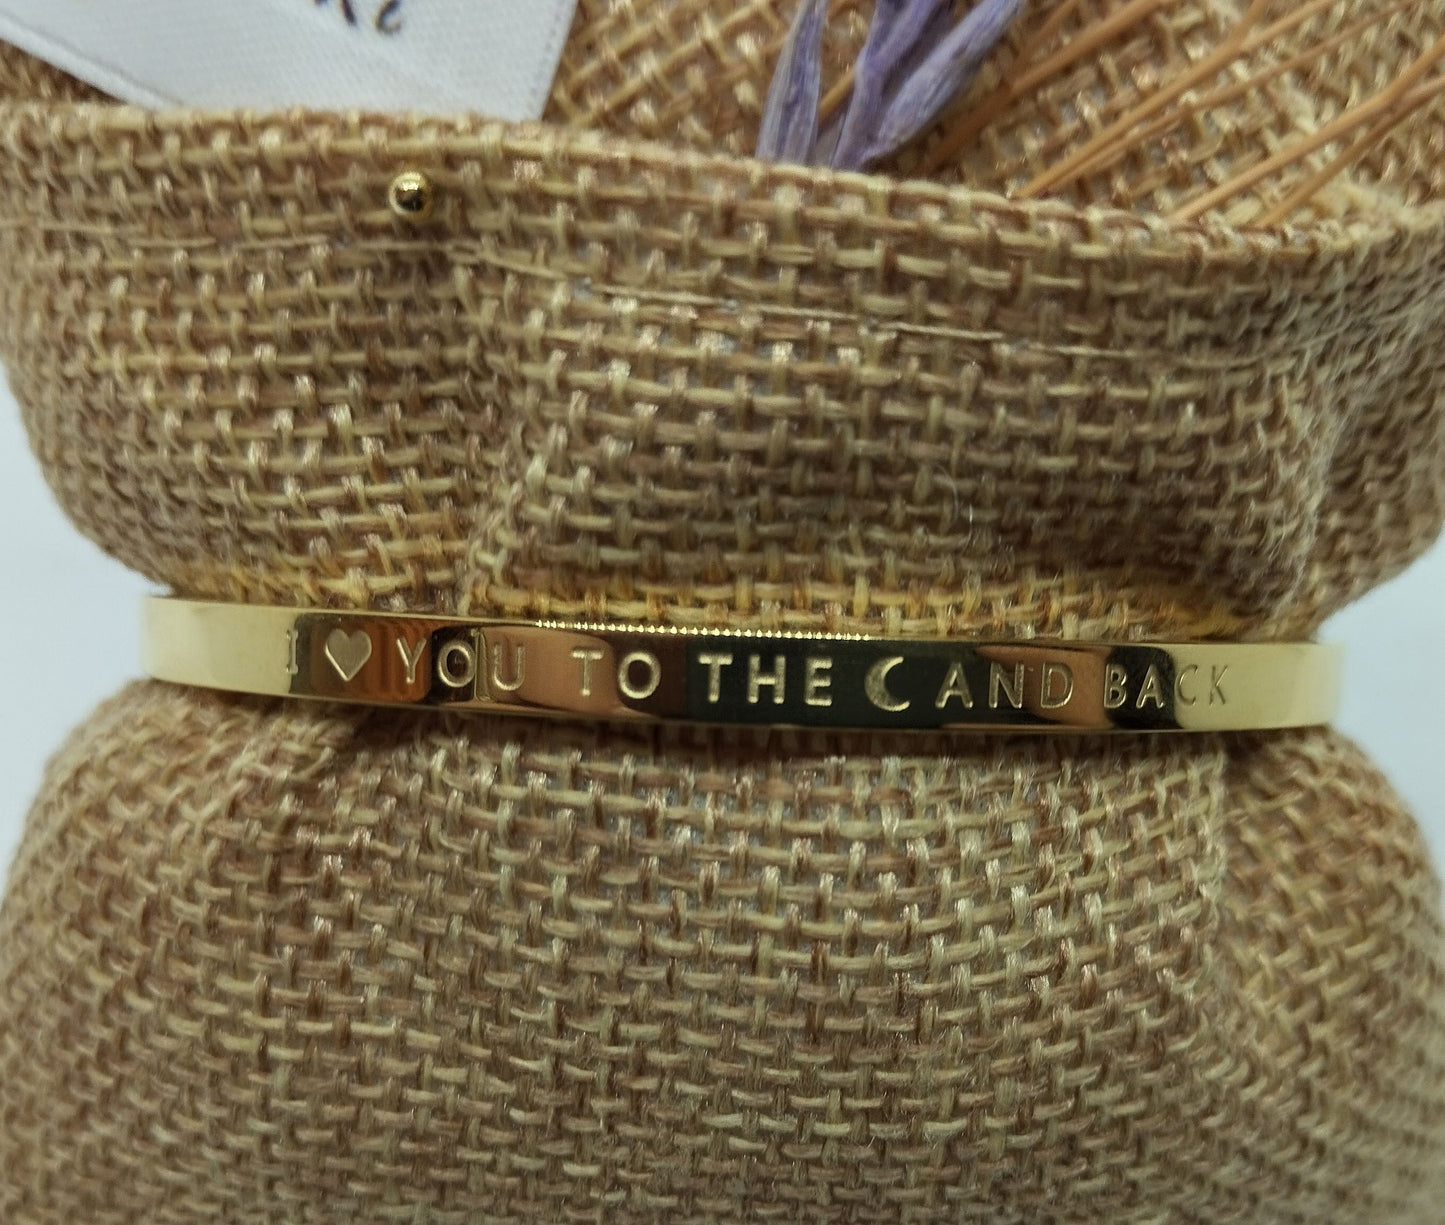 I ♥ YOU TO THE ☾ AND BACK